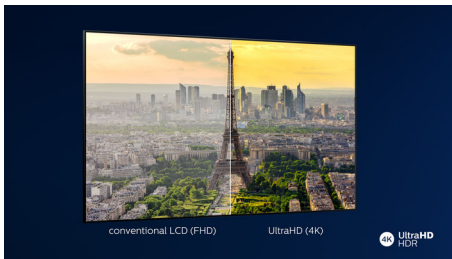 conventional LCD (FHD)
UltraHD (4K)
4K UltraHD
HDR